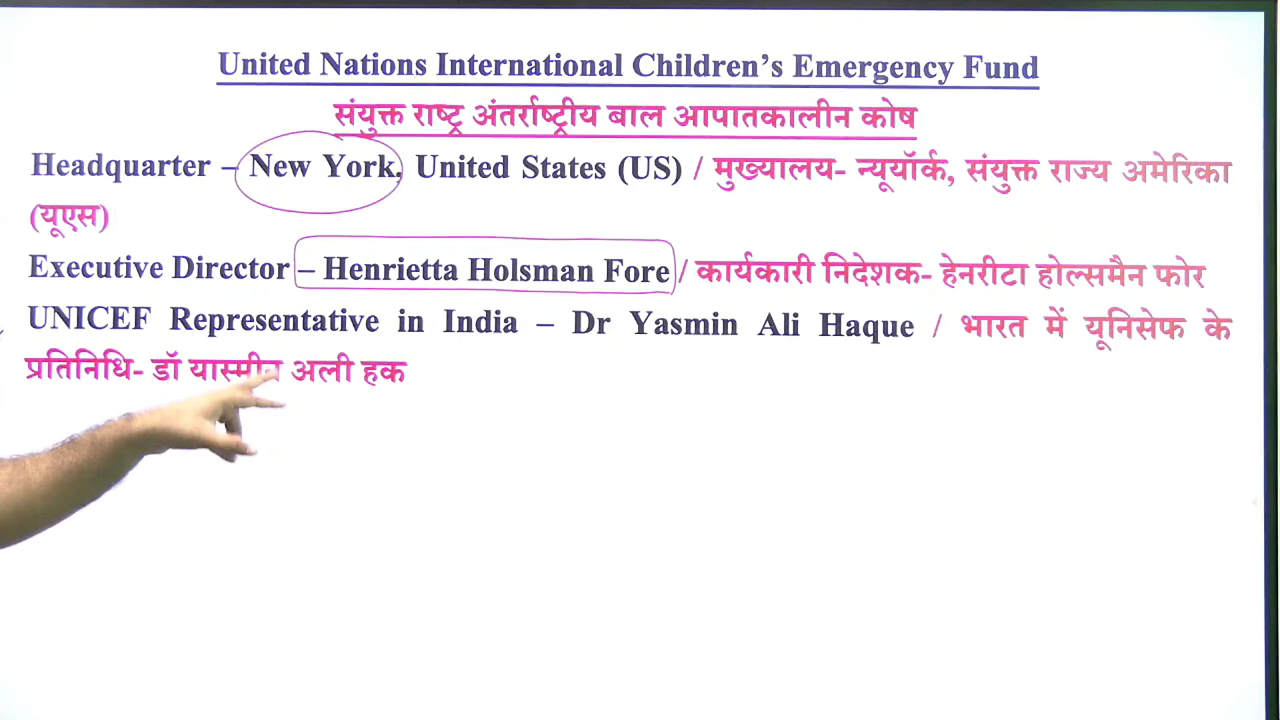 United Nations International Children's Emergency Fund
संयुक्त राष्ट्र अंतर्राष्ट्रीय बाल आपातकालीन कोष
Headquarter – New York, United States (US) / मुख्यालय- न्यूयॉर्क, संयुक्त राज्य अमेरिका
(यूएस)
Executive Director – Henrietta Holsman Fore / कार्यकारी निदेशक- हेनरीटा होल्समैन फोर
UNICEF Representative in India – Dr Yasmin Ali Haque / भारत में यूनिसेफ के
प्रतिनिधि- डॉ यास्मीन अली हक